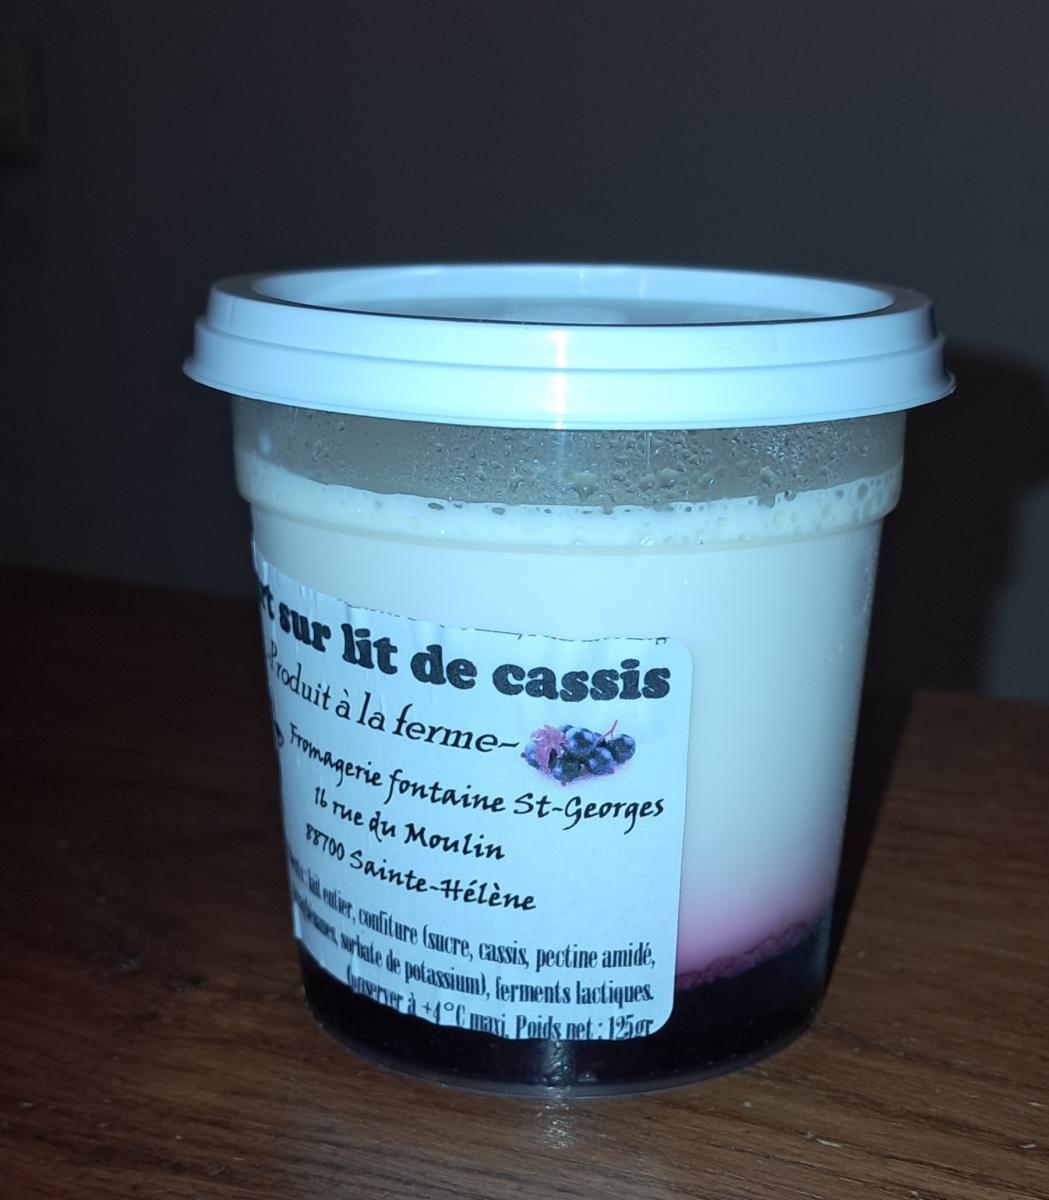 sur lit de cassis
Produit à la ferme~
Fromagerie fontaine St-Georges
16 rue du Moulin
88700 Sainte-Hélène
lait entier, confiture (sucre, cassis, pectine amidé,
sorbate de potassium), ferments lactiques.
Conserver à +4°C maxi. Poids net : 125gr